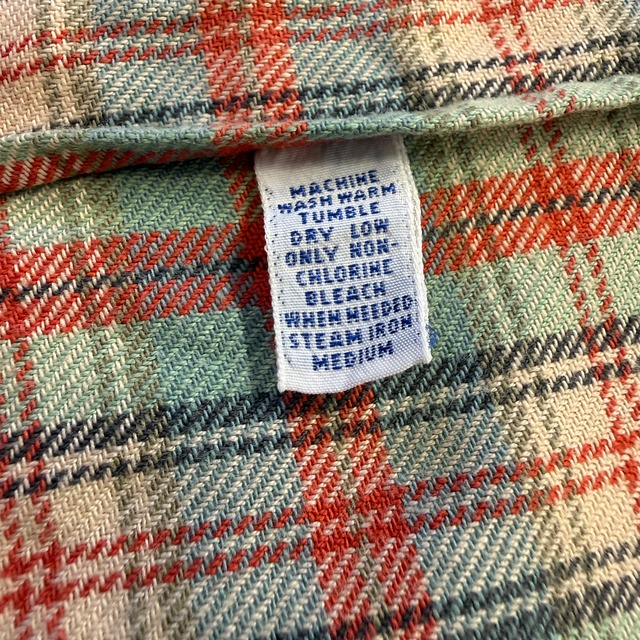 MACHINE
WASH WARM
TUMBLE
DRY LOW
ONLY NON-
CHLORINE
BLEACH
WHEN NEEDED
STEAM IRON
MEDIUM